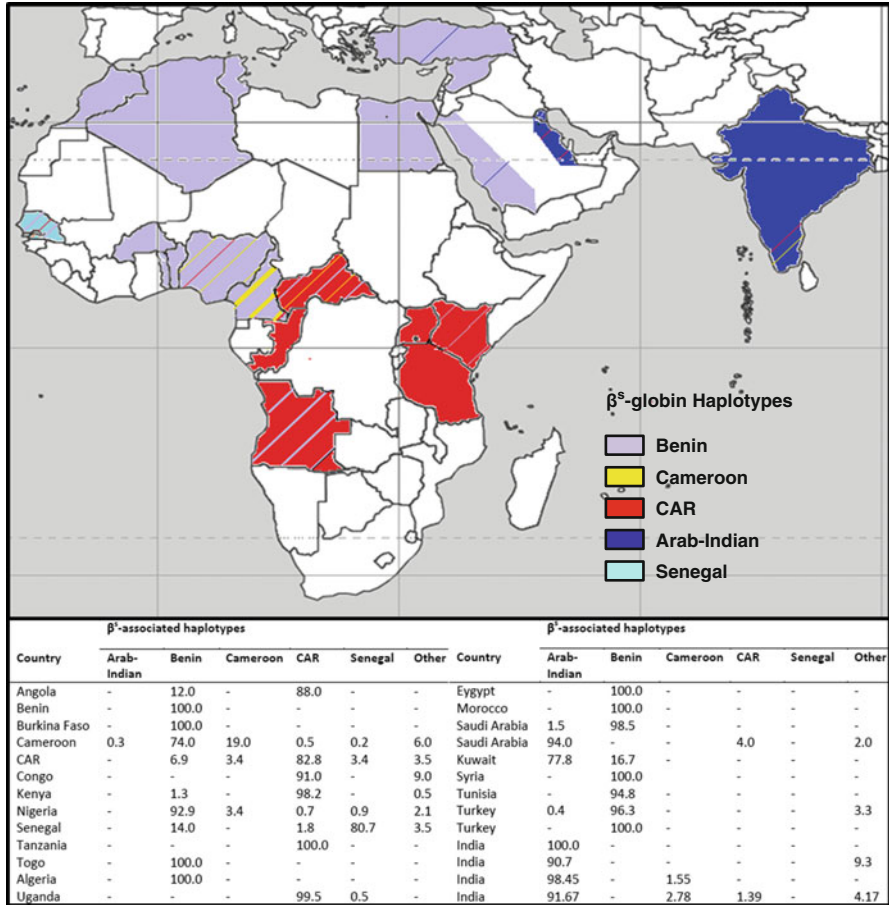 βˢ-globin Haplotypes
Benin
Cameroon
CAR
Arab-Indian
Senegal
βˢ-associated haplotypes βˢ-associated haplotypes
Country Arab-Indian Benin Cameroon CAR Senegal Other Country Arab-Indian Benin Cameroon CAR Senegal Other
Angola - 12.0 - 88.0 - - Eygypt - 100.0 - - - -
Benin - 100.0 - - - - Morocco - 100.0 - - - -
Burkina Faso - 100.0 - - - - Saudi Arabia 1.5 98.5 - - - -
Cameroon 0.3 74.0 19.0 0.5 0.2 6.0 Saudi Arabia 94.0 - - 4.0 - 2.0
CAR - 6.9 3.4 82.8 3.4 3.5 Kuwait 77.8 16.7 - - - -
Congo - - - 91.0 - 9.0 Syria - 100.0 - - - -
Kenya - 1.3 - 98.2 - 0.5 Tunisia - 94.8 - - - -
Nigeria - 92.9 3.4 0.7 0.9 2.1 Turkey 0.4 96.3 - - - 3.3
Senegal - 14.0 - 1.8 80.7 3.5 Turkey - 100.0 - - - -
Tanzania - - - 100.0 - - India 100.0 - - - - -
Togo - 100.0 - - - - India 90.7 - - - - 9.3
Algeria - 100.0 - - - - India 98.45 - 1.55 - - -
Uganda - - - 99.5 0.5 - India 91.67 - 2.78 1.39 - 4.17